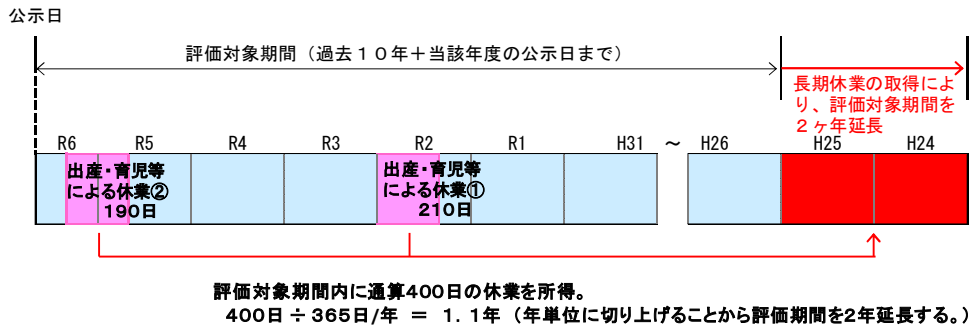 公示日
評価対象期間（過去１０年＋当該年度の公示日まで）
長期休業の取得によ
り、評価対象期間を
２ヶ年延長
R6 R5 R4 R3 R2 R1 H31 ～ H26 H25 H24
出産・育児等
による休業②
190日
出産・育児等
による休業①
210日
評価対象期間内に通算400日の休業を所得。
400日 ÷ 365日/年 ＝ 1.1年（年単位に切り上げることから評価期間を2年延長する。）